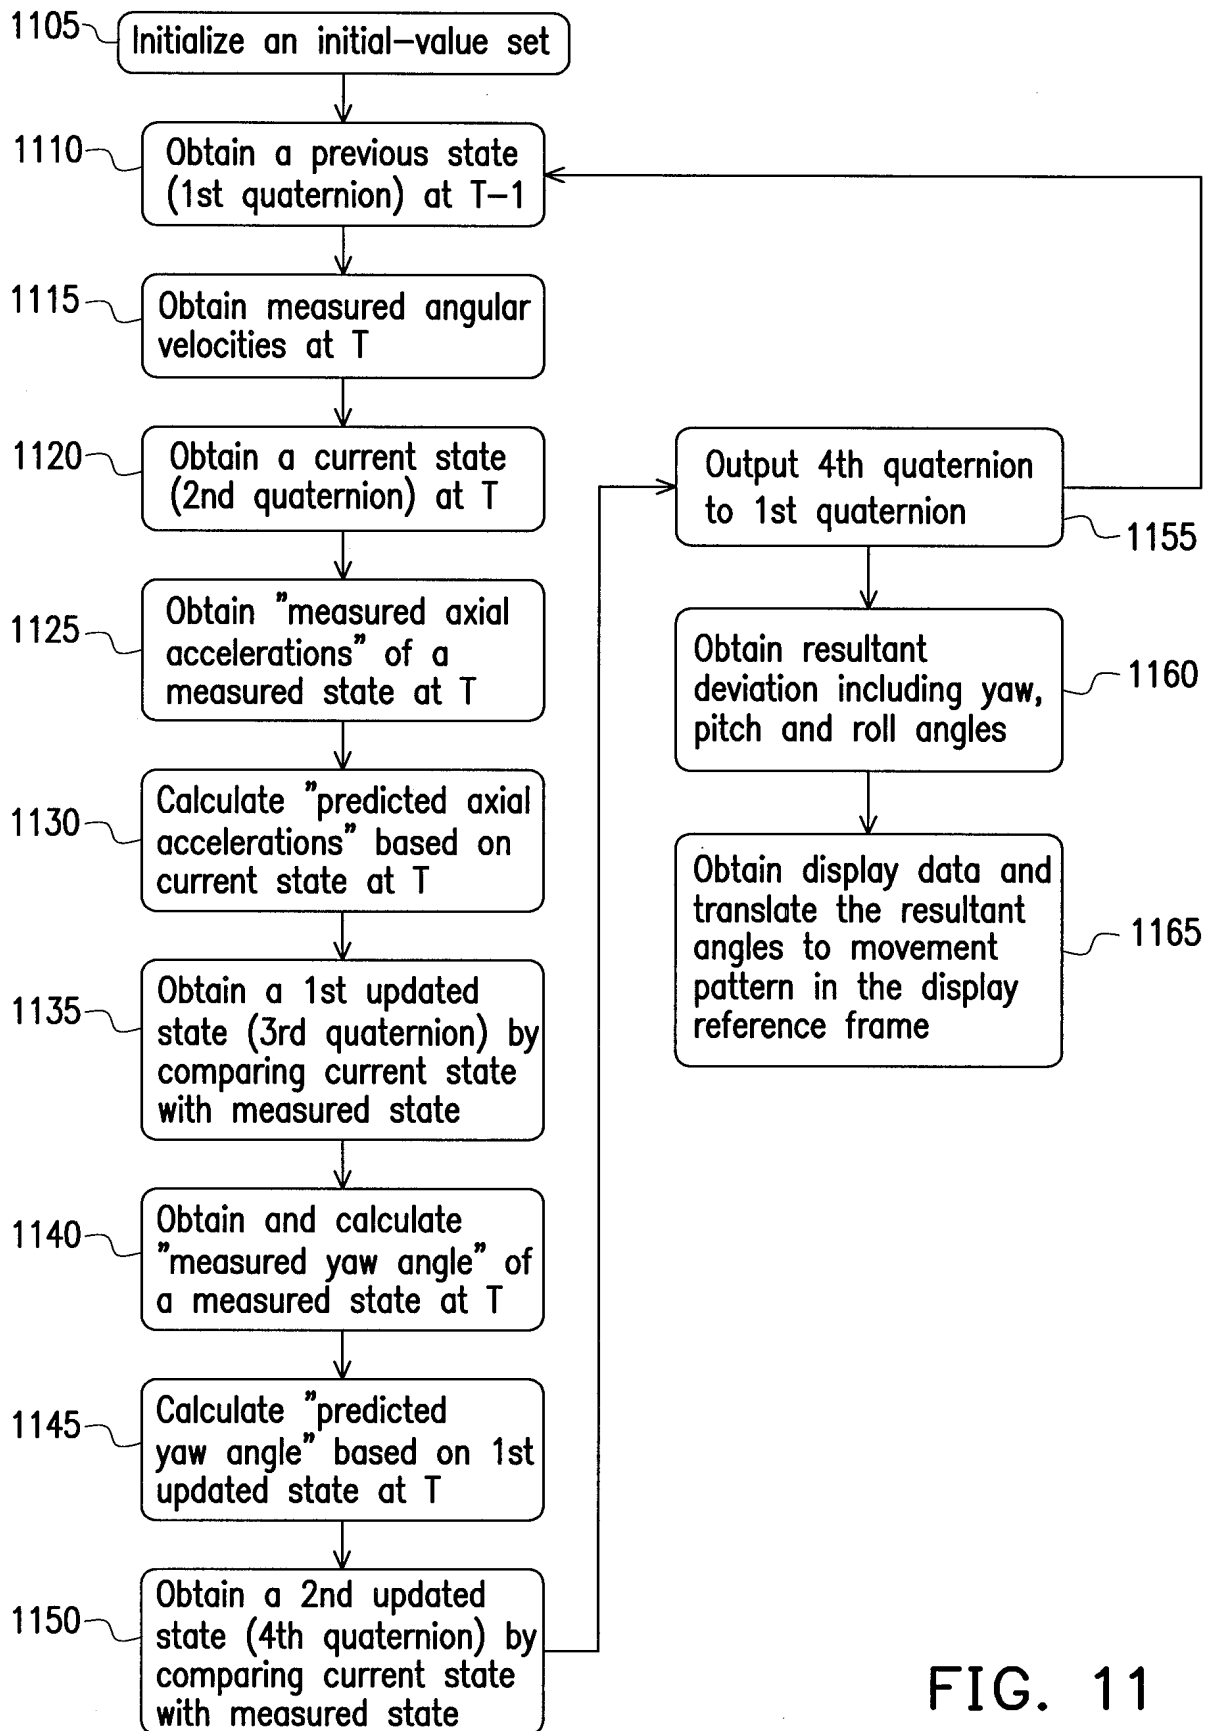 1105
Initialize an initial-value set
1110
Obtain a previous state
(1st quaternion) at T-1
1115
Obtain measured angular
velocities at T
1120
Obtain a current state
(2nd quaternion) at T
1125
Obtain "measured axial
accelerations" of a
measured state at T
1130
Calculate "predicted axial
accelerations" based on
current state at T
1135
Obtain a 1st updated
state (3rd quaternion) by
comparing current state
with measured state
1140
Obtain and calculate
"measured yaw angle" of
a measured state at T
1145
Calculate "predicted
yaw angle" based on 1st
updated state at T
1150
Obtain a 2nd updated
state (4th quaternion) by
comparing current state
with measured state
Output 4th quaternion
to 1st quaternion
1155
Obtain resultant
deviation including yaw,
pitch and roll angles
1160
Obtain display data and
translate the resultant
angles to movement
pattern in the display
reference frame
1165
FIG. 11